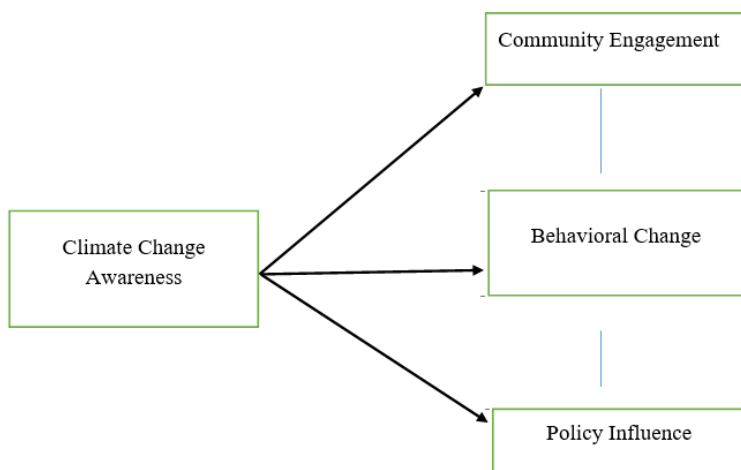 Community Engagement
Climate Change
Awareness
Behavioral Change
Policy Influence